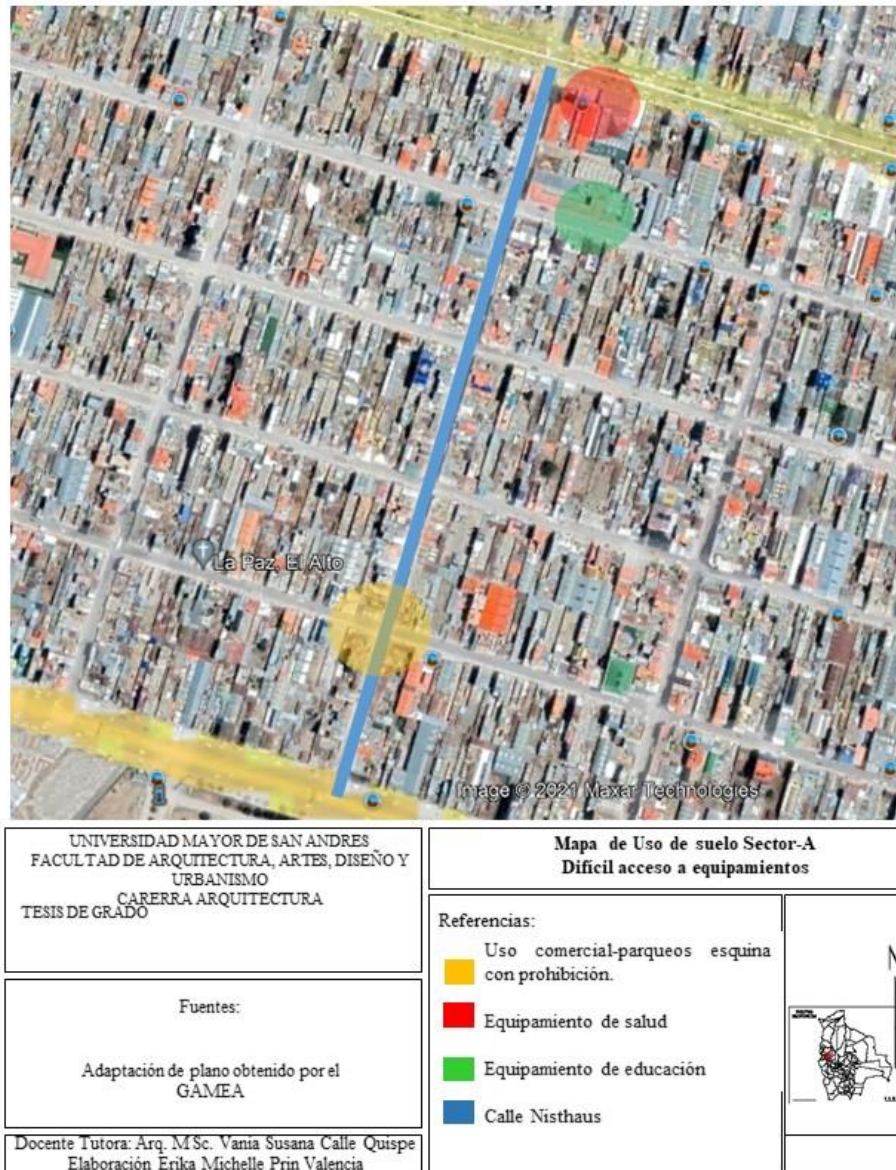 La Paz, El Alto
Image © 2021 Maxar Technologies
UNIVERSIDAD MAYOR DE SAN ANDRES
FACULTAD DE ARQUITECTURA, ARTES, DISEÑO Y
URBANISMO
CARERRA ARQUITECTURA
TESIS DE GRADO
Fuentes:
Adaptación de plano obtenido por el
GAMEA
Docente Tutora: Arq. M Sc. Vania Susana Calle Quispe
Elaboración Erika Michelle Prin Valencia
Mapa de Uso de suelo Sector-A
Difícil acceso a equipamientos
Referencias:
Uso comercial-parqueos esquina
con prohibición.
Equipamiento de salud
Equipamiento de educación
Calle Nisthaus
N